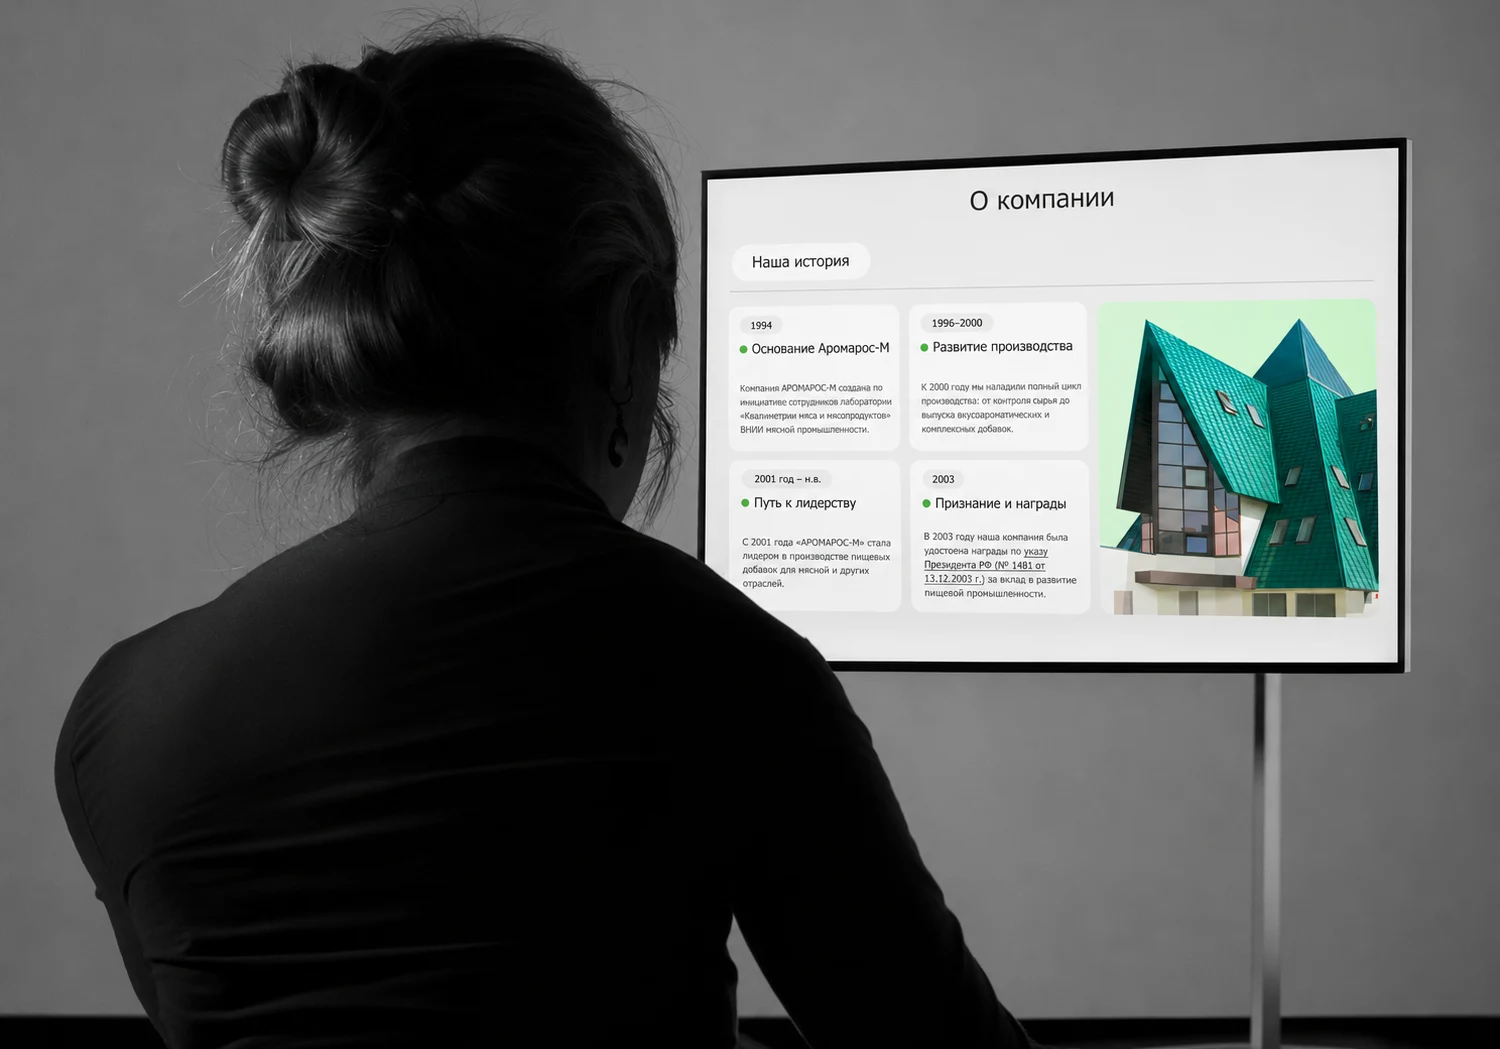 О компании
Наша история
1994
Основание Аромарос-М
Компания АРОМАРОС-М создана по
инициативе сотрудников лаборатории
«Квалиметрии мяса и мясопродуктов»
ВНИИ мясной промышленности.
1996–2000
Развитие производства
К 2000 году мы наладили полный цикл
производства: от контроля сырья до
выпуска вкусоароматических и
комплексных добавок.
2001 год – н.в.
Путь к лидерству
С 2001 года «АРОМАРОС-М» стала
лидером в производстве пищевых
добавок для мясной и других
отраслей.
2003
Признание и награды
В 2003 году наша компания была
удостоена награды по указу
Президента РФ (№ 1481 от
13.12.2003 г.) за вклад в развитие
пищевой промышленности.